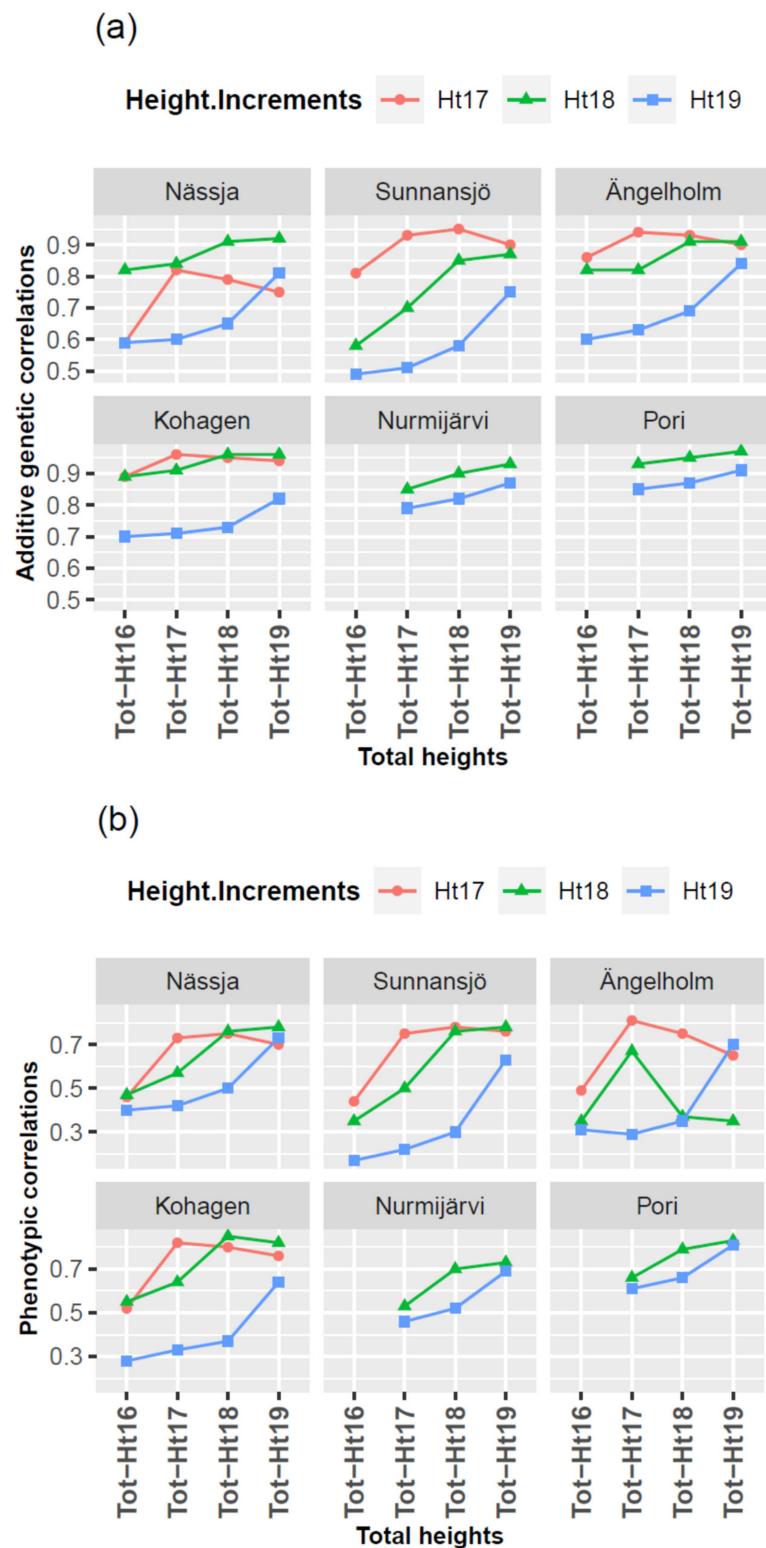 (a)
Height.Increments Ht17 Ht18 Ht19
Nässja Sunnansjö Ängelholm
0.9
0.8
0.7
0.6
0.5
Kohagen Nurmijärvi Pori
0.9
0.8
0.7
0.6
0.5
Additive genetic correlations
Tot−Ht16 Tot−Ht17 Tot−Ht18 Tot−Ht19 Tot−Ht16 Tot−Ht17 Tot−Ht18 Tot−Ht19 Tot−Ht16 Tot−Ht17 Tot−Ht18 Tot−Ht19
Total heights
(b)
Height.Increments Ht17 Ht18 Ht19
Nässja Sunnansjö Ängelholm
0.7
0.5
0.3
Kohagen Nurmijärvi Pori
0.7
0.5
0.3
Phenotypic correlations
Tot−Ht16 Tot−Ht17 Tot−Ht18 Tot−Ht19 Tot−Ht16 Tot−Ht17 Tot−Ht18 Tot−Ht19 Tot−Ht16 Tot−Ht17 Tot−Ht18 Tot−Ht19
Total heights